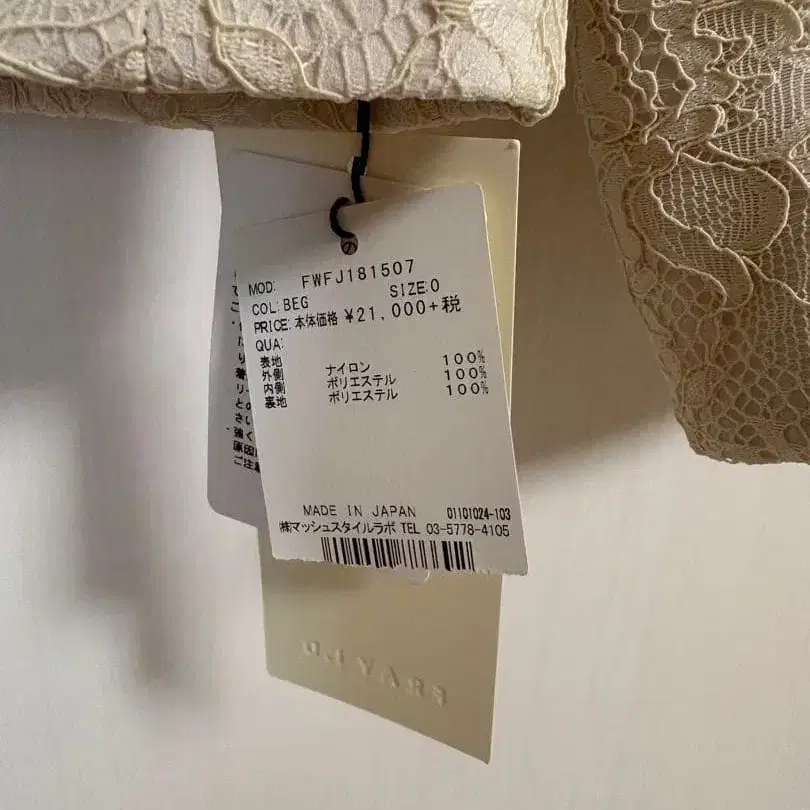 MOD: FWFJ181507
COL:BEG SIZE:0
PRICE:本体価格 ¥21,000+税
QUA:
表地
外側 ナイロン 100%
内側 ポリエステル 100%
裏地 ポリエステル 100%
MADE IN JAPAN 01101024-103
㈱マッシュスタイルラボ TEL 03-5778-4105